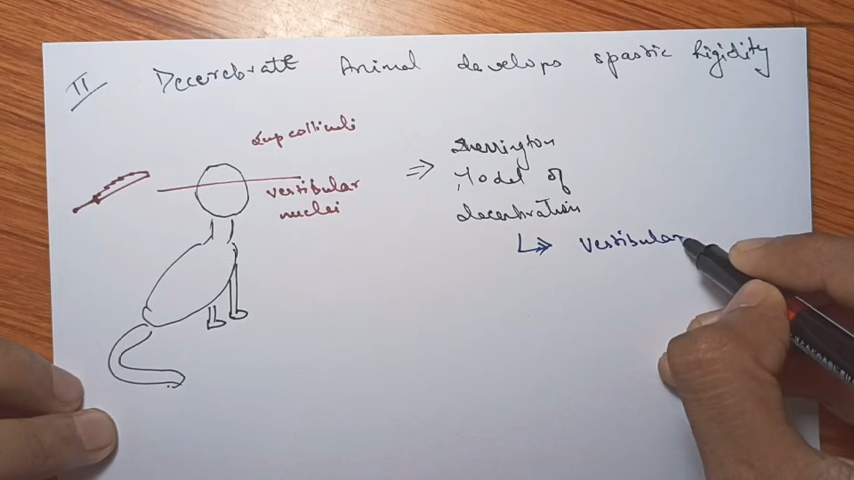 II Decerebrate Animal develops spastic rigidity
Sup colliculi
vestibular
nuclei
⇒ Sherrington
Model of
decerebration
Vestibular